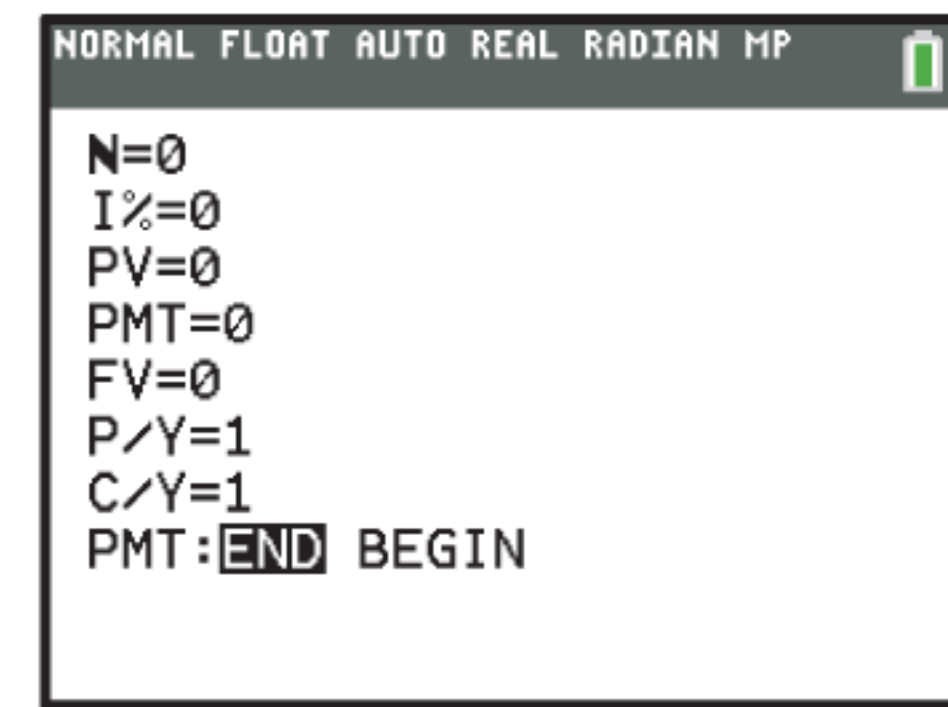 NORMAL FLOAT AUTO REAL RADIAN MP
N=0
I%=0
PV=0
PMT=0
FV=0
P/Y=1
C/Y=1
PMT:END BEGIN